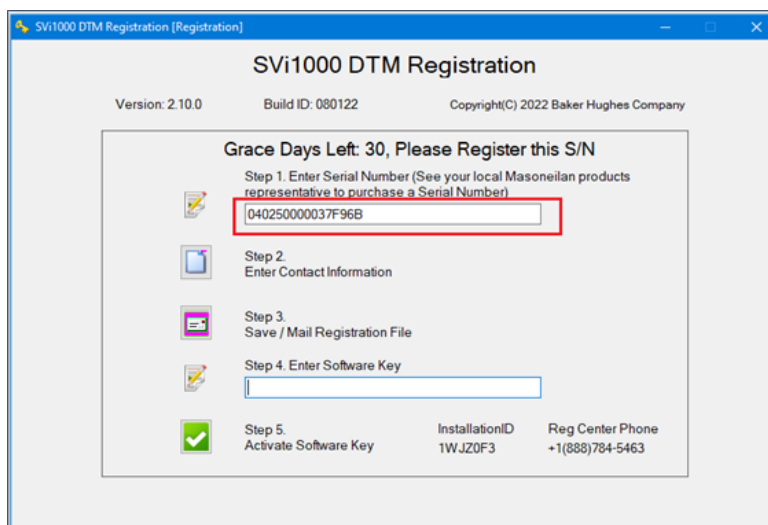 SVi1000 DTM Registration [Registration]
SVi1000 DTM Registration
Version: 2.10.0 Build ID: 080122 Copyright(C) 2022 Baker Hughes Company
Grace Days Left: 30, Please Register this S/N
Step 1. Enter Serial Number (See your local Masoneilan products
representative to purchase a Serial Number)
040250000037F96B
Step 2.
Enter Contact Information
Step 3.
Save / Mail Registration File
Step 4. Enter Software Key
Step 5. InstallationID Reg Center Phone
Activate Software Key 1WJZ0F3 +1(888)784-5463